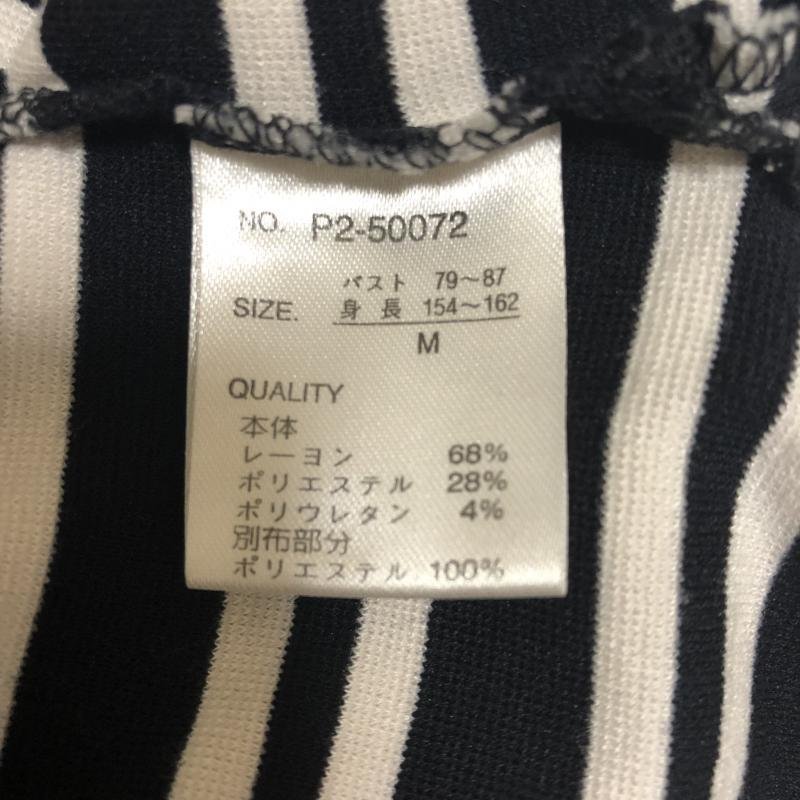 NO. P2-50072
バスト 79〜87
SIZE. 身長 154〜162
M
QUALITY
本体
レーヨン 68%
ポリエステル 28%
ポリウレタン 4%
別布部分
ポリエステル 100%